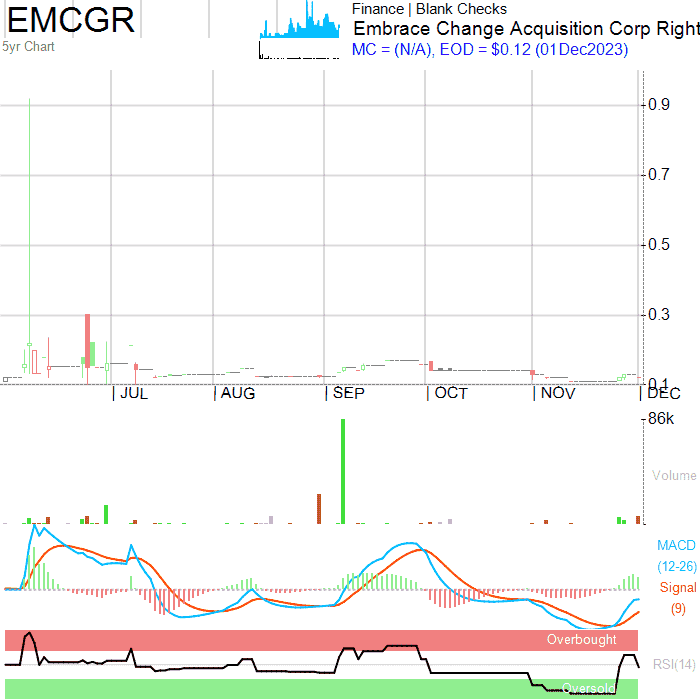 EMCGR
5yr Chart
Finance | Blank Checks
Embrace Change Acquisition Corp Right
MC = (N/A), EOD = $0.12 (01Dec2023)
0.9
0.7
0.5
0.3
0.1
JUL AUG SEP OCT NOV DEC
86k
Volume
MACD
(12-26)
Signal
(9)
Overbought
RSI(14)
Oversold